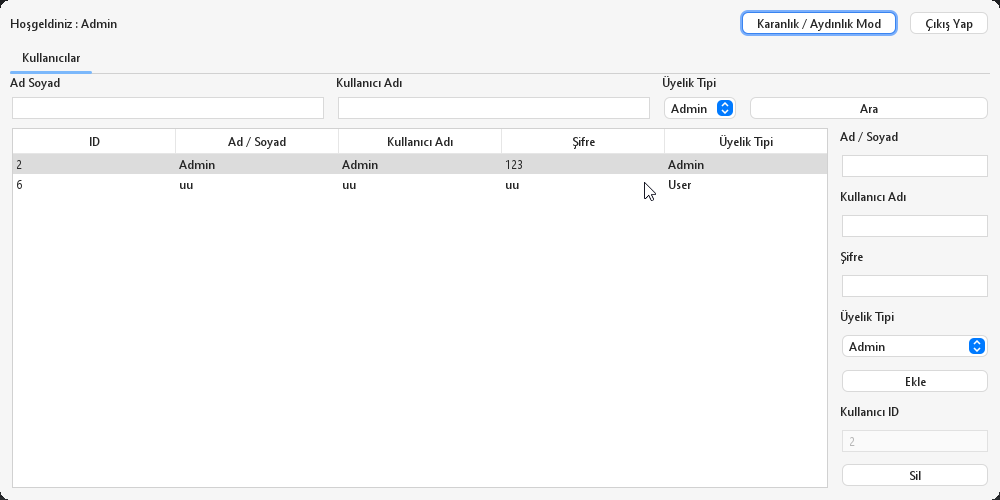 Hoşgeldiniz : Admin
Karanlık / Aydınlık Mod
Çıkış Yap
Kullanıcılar
Ad Soyad
Kullanıcı Adı
Üyelik Tipi
Admin
Ara
ID
Ad / Soyad
Kullanıcı Adı
Şifre
Üyelik Tipi
2 Admin Admin 123 Admin
6 uu uu uu User
Ad / Soyad
Kullanıcı Adı
Şifre
Üyelik Tipi
Admin
Ekle
Kullanıcı ID
2
Sil